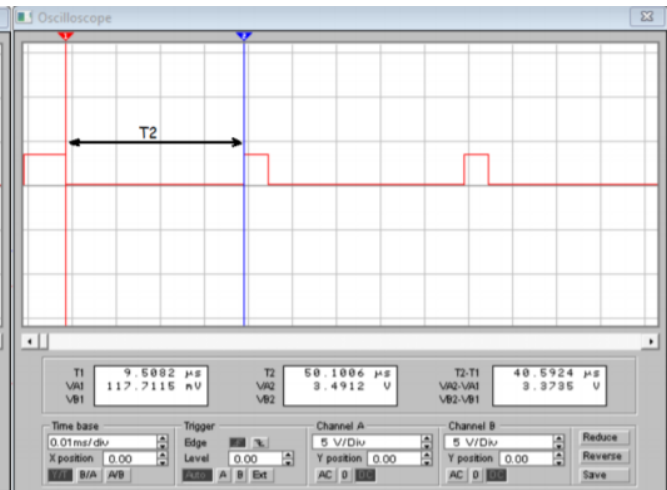 Oscilloscope
1
2
T2
T1 9.5082 µs
VA1 117.7115 mV
VB1
T2 50.1006 µs
VA2 3.4912 V
VB2
T2-T1 40.5924 µs
VA2-VA1 3.3735 V
VB2-VB1
Time base
0.01ms/div
X position 0.00
Y/T B/A A/B
Trigger
Edge
Level 0.00
Auto A B Ext
Channel A
5 V/Div
Y position 0.00
AC 0 DC
Channel B
5 V/Div
Y position 0.00
AC 0 DC
Reduce
Reverse
Save